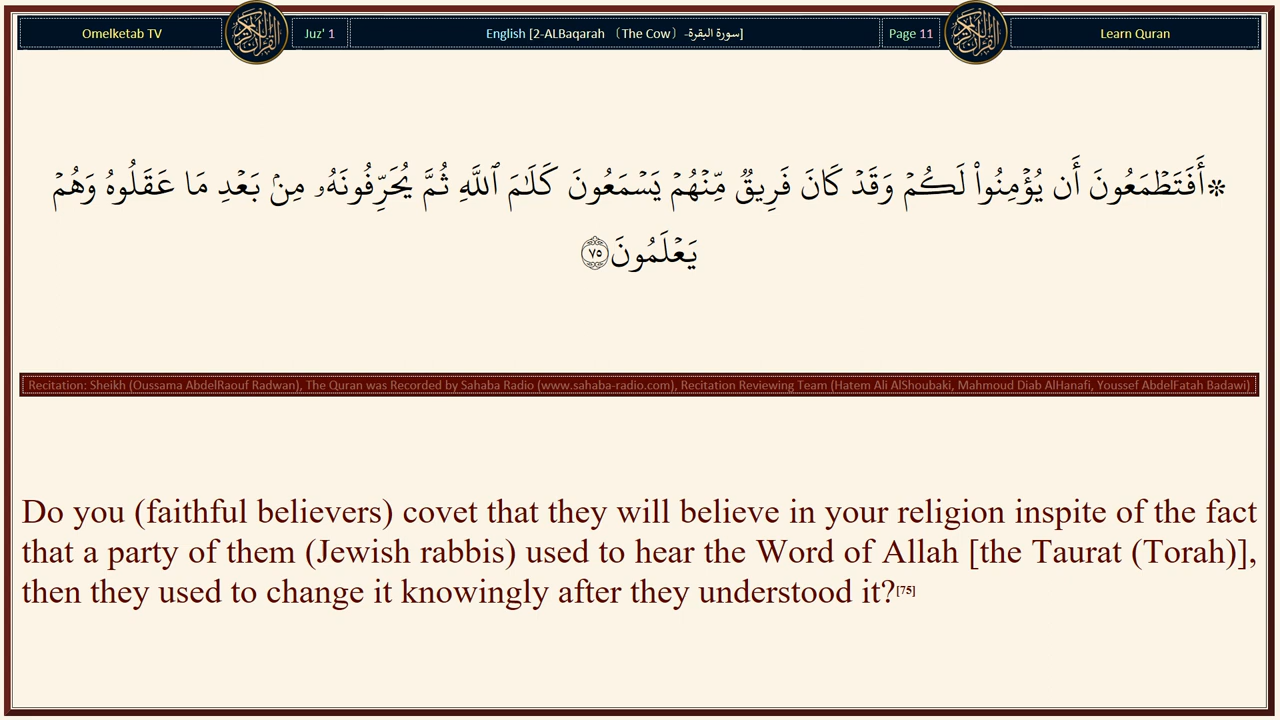 Omelketab TV
Juz' 1
English [2-ALBaqarah （The Cow） -سورة البقرة]
Page 11
Learn Quran
۞أَفَتَطۡمَعُونَ أَن يُؤۡمِنُواْ لَكُمۡ وَقَدۡ كَانَ فَرِيقٞ مِّنۡهُمۡ يَسۡمَعُونَ كَلَٰمَ ٱللَّهِ ثُمَّ يُحَرِّفُونَهُۥ مِنۢ بَعۡدِ مَا عَقَلُوهُ وَهُمۡ
يَعۡلَمُونَ ٧٥
Recitation: Sheikh (Oussama AbdelRaouf Radwan), The Quran was Recorded by Sahaba Radio (www.sahaba-radio.com), Recitation Reviewing Team (Hatem Ali AlShoubaki, Mahmoud Diab AlHanafi, Youssef AbdelFatah Badawi)
Do you (faithful believers) covet that they will believe in your religion inspite of the fact
that a party of them (Jewish rabbis) used to hear the Word of Allah [the Taurat (Torah)],
then they used to change it knowingly after they understood it?[75]